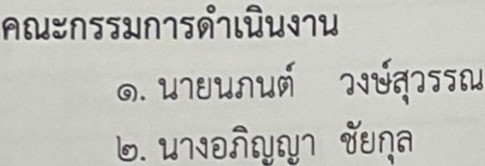 คณะกรรมการดำเนินงาน
๑. นายนภนต์ วงษ์สุวรรณ
๒. นางอภิญญา ชัยกุล